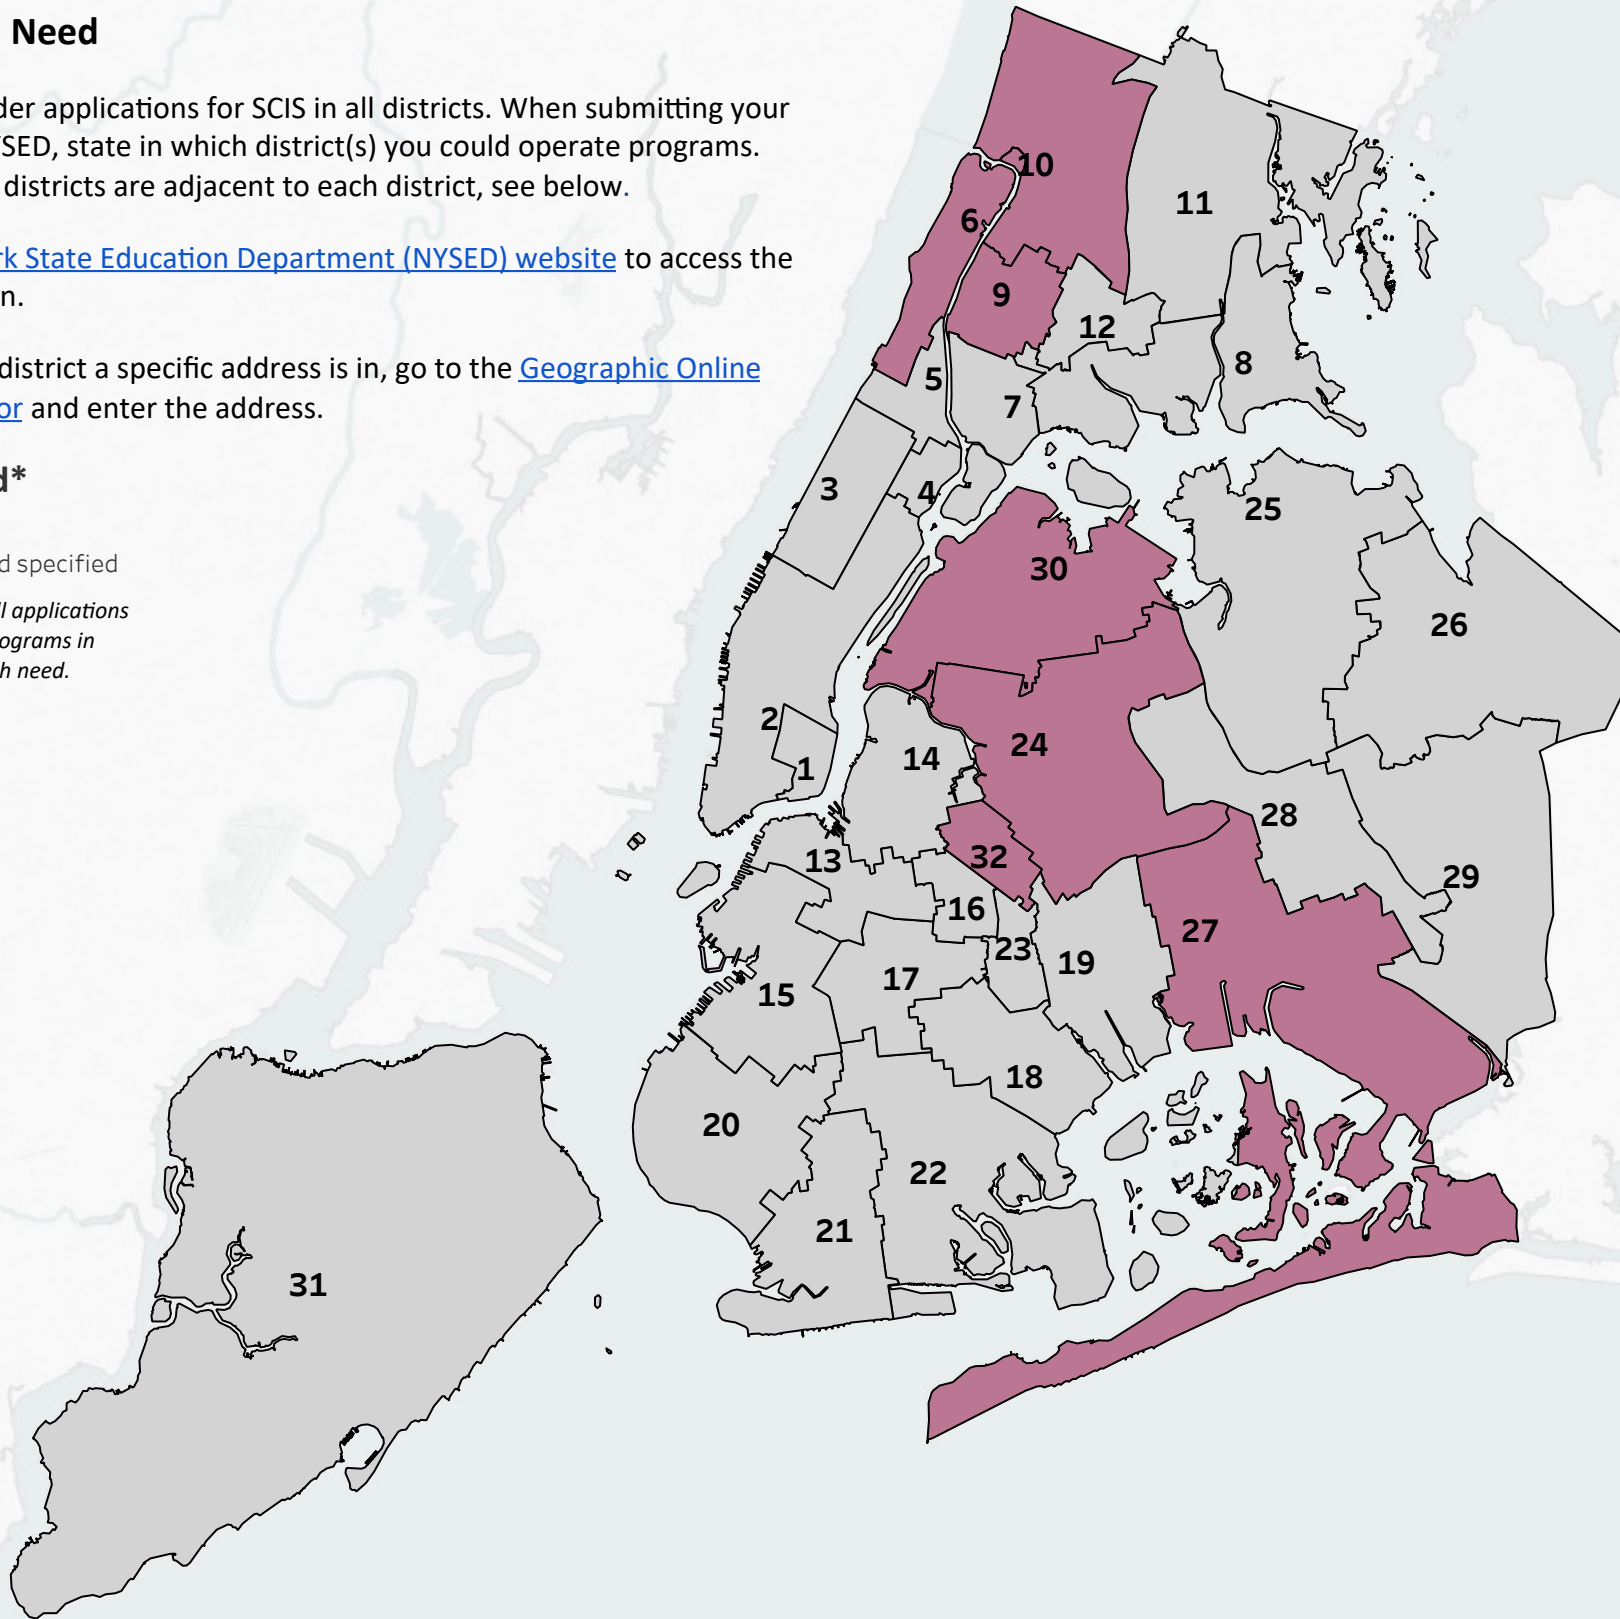 Need
der applications for SCIS in all districts. When submitting your
YSED, state in which district(s) you could operate programs.
districts are adjacent to each district, see below.
rk State Education Department (NYSED) website to access the
n.
district a specific address is in, go to the Geographic Online
or and enter the address.
d*
d specified
ll applications
ograms in
h need.
10
11
6
9
12
8
5
7
3
4
25
30
26
2
1
14
24
28
13
32
29
16
27
23
19
17
15
18
20
22
21
31